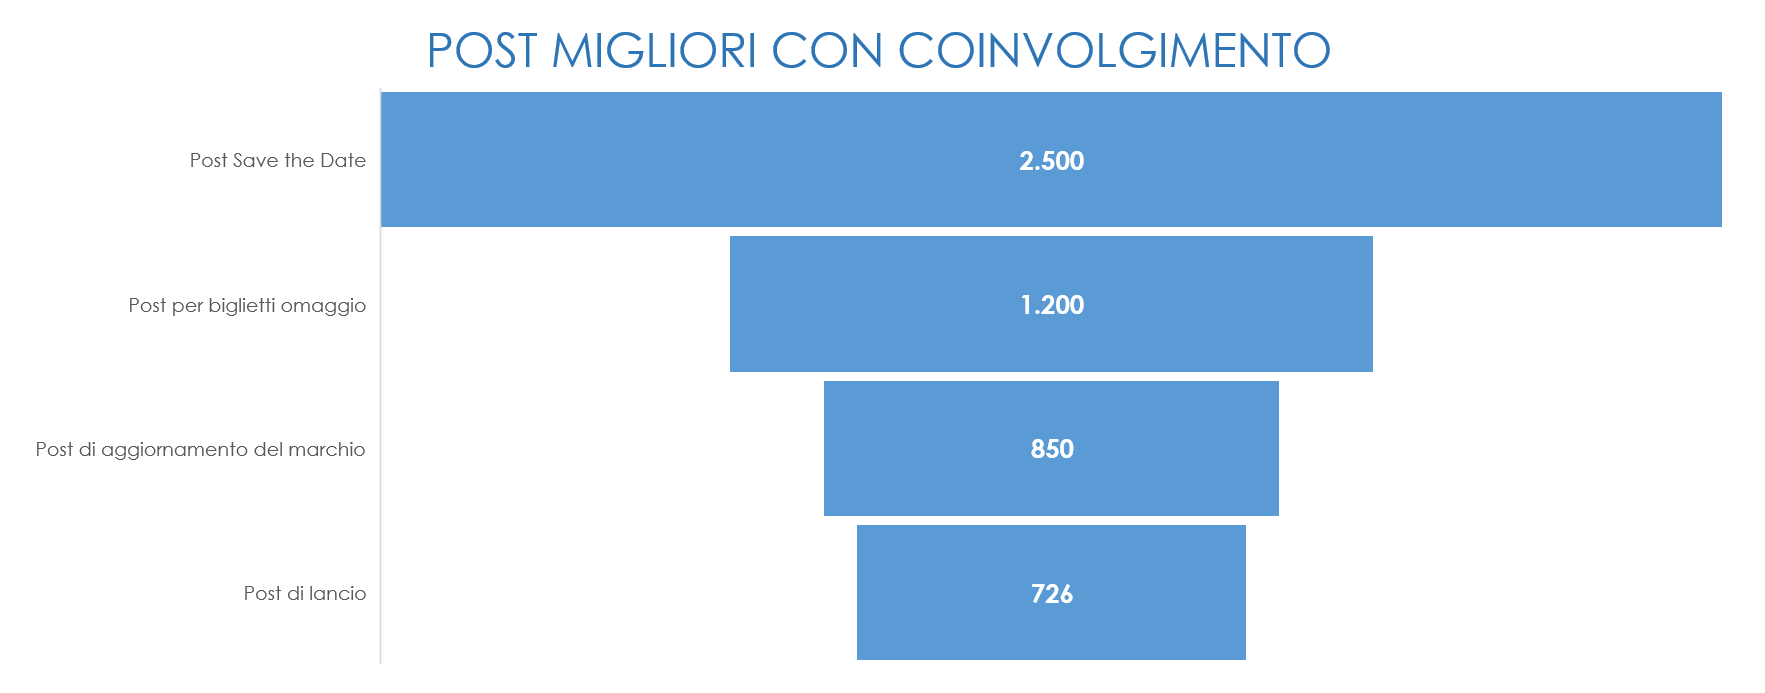 POST MIGLIORI CON COINVOLGIMENTO
Post Save the Date
2.500
Post per biglietti omaggio
1.200
Post di aggiornamento del marchio
850
Post di lancio
726